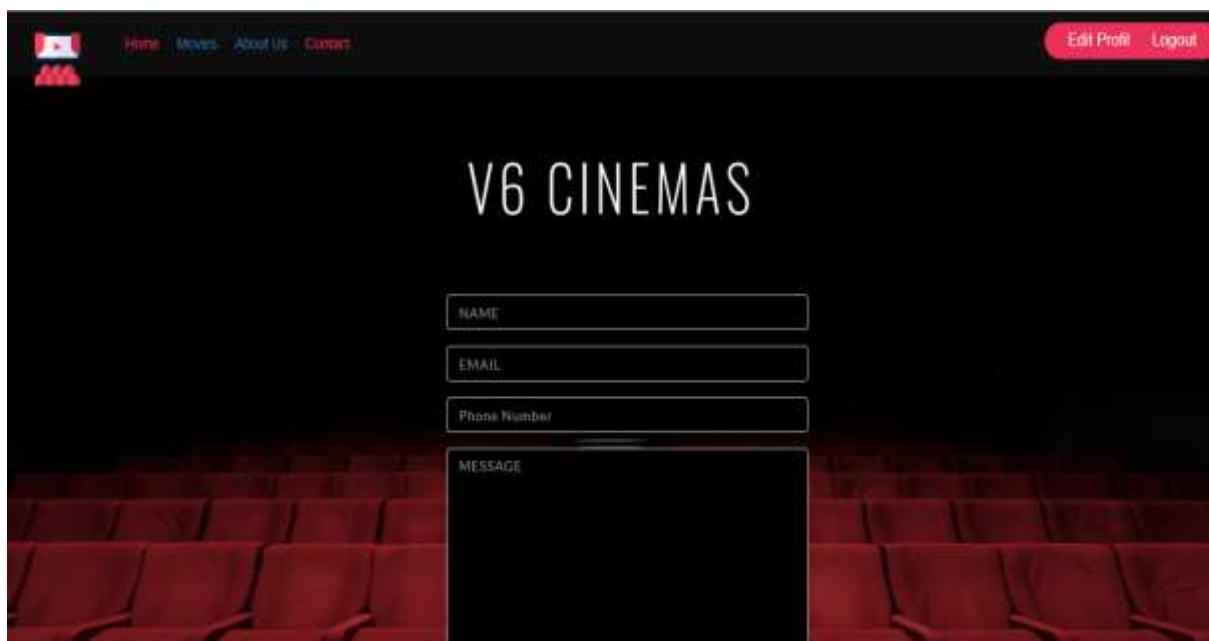 Home Movies About Us Contact
Edit Profil Logout
V6 CINEMAS
NAME
EMAIL
Phone Number
MESSAGE